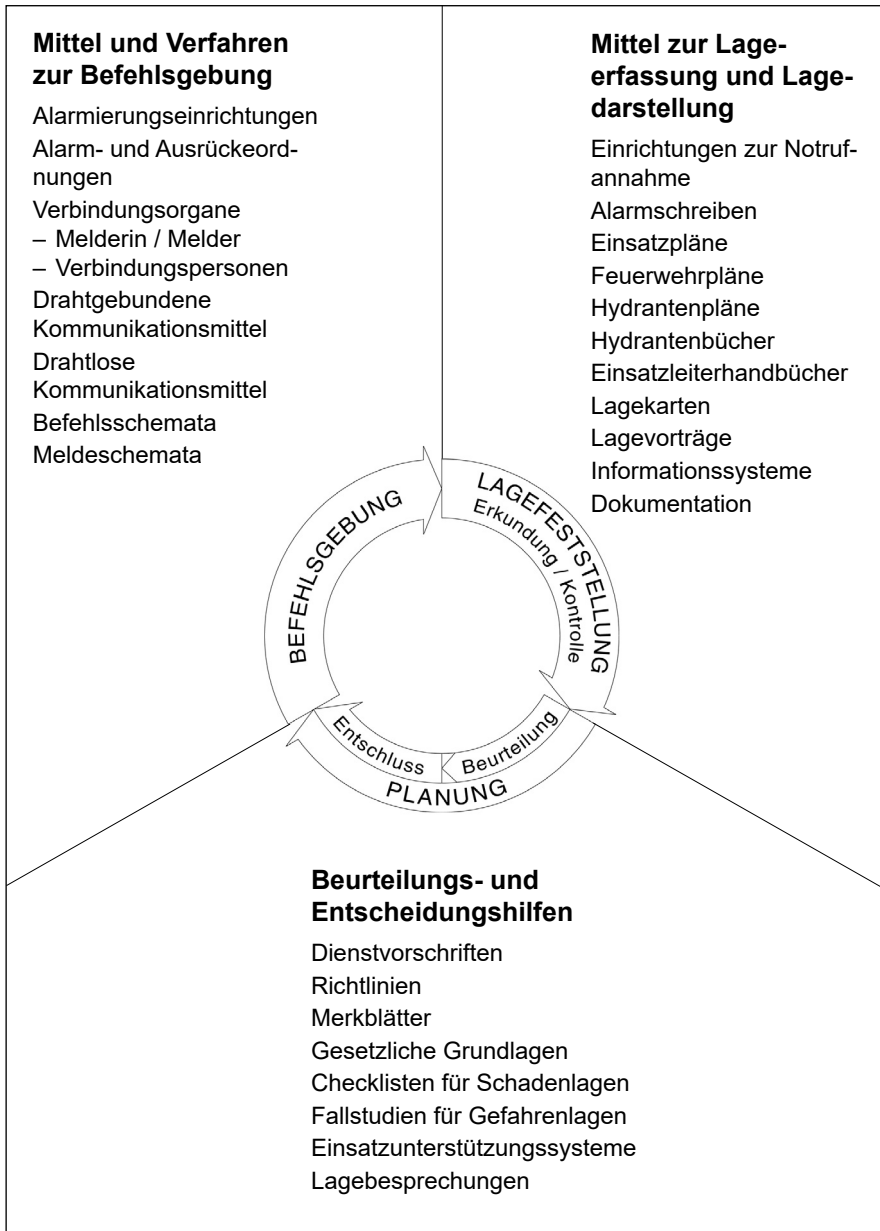 Mittel und Verfahren
zur Befehlsgebung
Alarmierungseinrichtungen
Alarm- und Ausrückeord-
nungen
Verbindungsorgane
– Melderin / Melder
– Verbindungspersonen
Drahtgebundene
Kommunikationsmittel
Drahtlose
Kommunikationsmittel
Befehlsschemata
Meldeschemata
Mittel zur Lage-
erfassung und Lage-
darstellung
Einrichtungen zur Notruf-
annahme
Alarmschreiben
Einsatzpläne
Feuerwehrpläne
Hydrantenpläne
Hydrantenbücher
Einsatzleiterhandbücher
Lagekarten
Lagevorträge
Informationssysteme
Dokumentation
BEFEHLSGEBUNG
LAGEFESTSTELLUNG
Erkundung / Kontrolle
Entschluss
Beurteilung
PLANUNG
Beurteilungs- und
Entscheidungshilfen
Dienstvorschriften
Richtlinien
Merkblätter
Gesetzliche Grundlagen
Checklisten für Schadenlagen
Fallstudien für Gefahrenlagen
Einsatzunterstützungssysteme
Lagebesprechungen